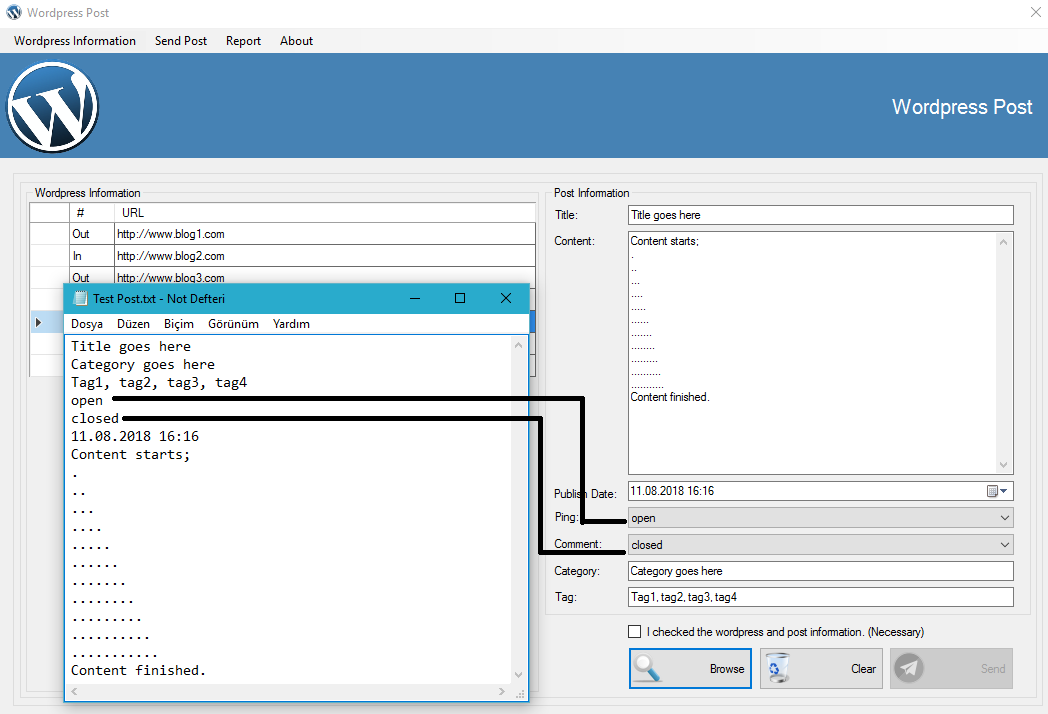 Wordpress Post
Wordpress Information Send Post Report About
Wordpress Post
Wordpress Information
# URL
Out http://www.blog1.com
In http://www.blog2.com
Out http://www.blog3.com
Test Post.txt - Not Defteri
Dosya Düzen Biçim Görünüm Yardım
Title goes here
Category goes here
Tag1, tag2, tag3, tag4
open
closed
11.08.2018 16:16
Content starts;
.
..
...
....
.....
......
.......
........
.........
..........
...........
Content finished.
Post Information
Title: Title goes here
Content: Content starts;
.
..
...
....
.....
......
.......
........
.........
..........
...........
Content finished.
Publish Date: 11.08.2018 16:16
Ping: open
Comment: closed
Category: Category goes here
Tag: Tag1, tag2, tag3, tag4
I checked the wordpress and post information. (Necessary)
Browse Clear Send